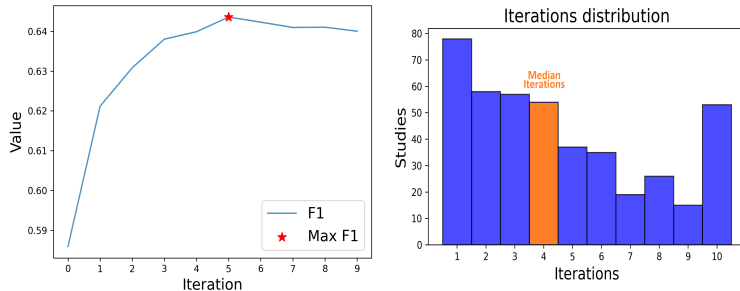 0.64
0.63
0.62
0.61
0.60
0.59
Value
0 1 2 3 4 5 6 7 8 9
Iteration
F1
Max F1
Iterations distribution
80
70
60
50
40
30
20
10
0
Studies
Median
Iterations
1 2 3 4 5 6 7 8 9 10
Iterations